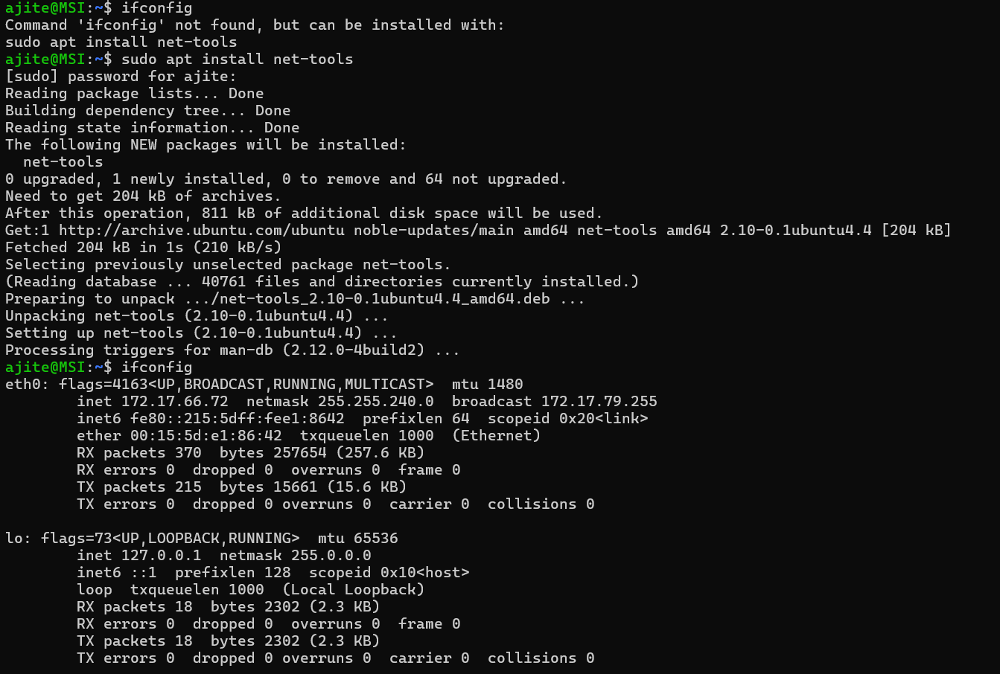 ajite@MSI:~$ ifconfig
Command 'ifconfig' not found, but can be installed with:
sudo apt install net-tools
ajite@MSI:~$ sudo apt install net-tools
[sudo] password for ajite:
Reading package lists... Done
Building dependency tree... Done
Reading state information... Done
The following NEW packages will be installed:
  net-tools
0 upgraded, 1 newly installed, 0 to remove and 64 not upgraded.
Need to get 204 kB of archives.
After this operation, 811 kB of additional disk space will be used.
Get:1 http://archive.ubuntu.com/ubuntu noble-updates/main amd64 net-tools amd64 2.10-0.1ubuntu4.4 [204 kB]
Fetched 204 kB in 1s (210 kB/s)
Selecting previously unselected package net-tools.
(Reading database ... 40761 files and directories currently installed.)
Preparing to unpack .../net-tools_2.10-0.1ubuntu4.4_amd64.deb ...
Unpacking net-tools (2.10-0.1ubuntu4.4) ...
Setting up net-tools (2.10-0.1ubuntu4.4) ...
Processing triggers for man-db (2.12.0-4build2) ...
ajite@MSI:~$ ifconfig
eth0: flags=4163<UP,BROADCAST,RUNNING,MULTICAST>  mtu 1480
        inet 172.17.66.72  netmask 255.255.240.0  broadcast 172.17.79.255
        inet6 fe80::215:5dff:fee1:8642  prefixlen 64  scopeid 0x20<link>
        ether 00:15:5d:e1:86:42  txqueuelen 1000  (Ethernet)
        RX packets 370  bytes 257654 (257.6 KB)
        RX errors 0  dropped 0  overruns 0  frame 0
        TX packets 215  bytes 15661 (15.6 KB)
        TX errors 0  dropped 0 overruns 0  carrier 0  collisions 0

lo: flags=73<UP,LOOPBACK,RUNNING>  mtu 65536
        inet 127.0.0.1  netmask 255.0.0.0
        inet6 ::1  prefixlen 128  scopeid 0x10<host>
        loop  txqueuelen 1000  (Local Loopback)
        RX packets 18  bytes 2302 (2.3 KB)
        RX errors 0  dropped 0  overruns 0  frame 0
        TX packets 18  bytes 2302 (2.3 KB)
        TX errors 0  dropped 0 overruns 0  carrier 0  collisions 0